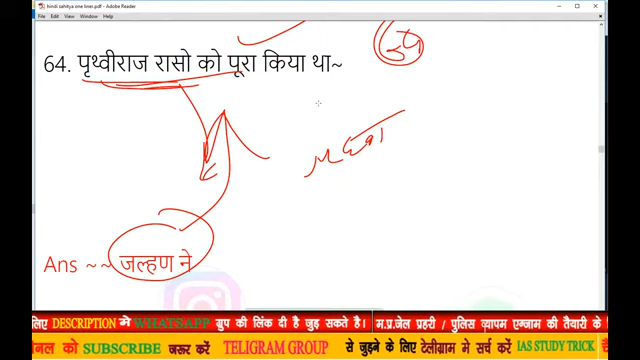 hindi sahitya one liner.pdf - Adobe Reader
File Edit View Window Help
64. पृथ्वीराज रासो को पूरा किया था~
Ans ~~ जल्हण ने
लिए DESCRIPTION मे WHATSAPP ग्रुप की लिंक दी है जुड़ सकते है। म.प्र.जेल प्रहरी / पुलिस व्यापम एग्जाम की तैयारी के
नल को SUBSCRIBE जरूर करें TELIGRAM GROUP से जुड़ने के लिए टेलीग्राम मे सर्च करें IAS STUDY TRICK